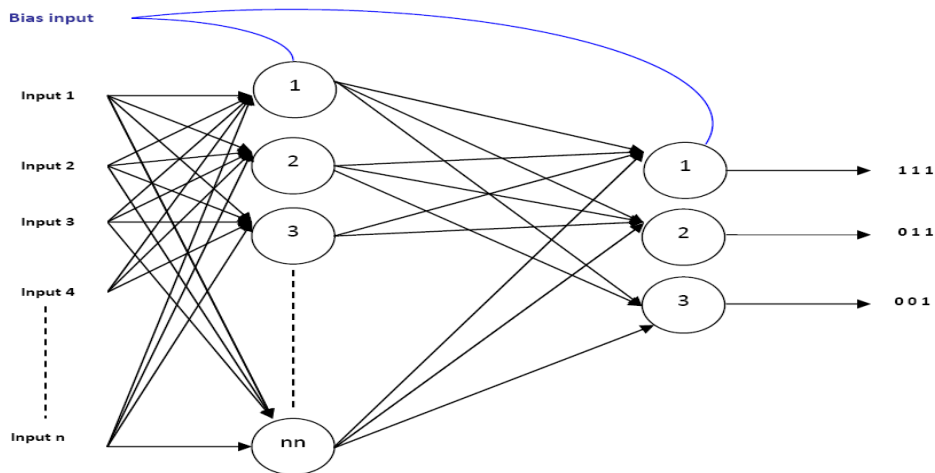 Bias input
Input 1
Input 2
Input 3
Input 4
Input n
1
2
3
nn
1
2
3
1 1 1
0 1 1
0 0 1